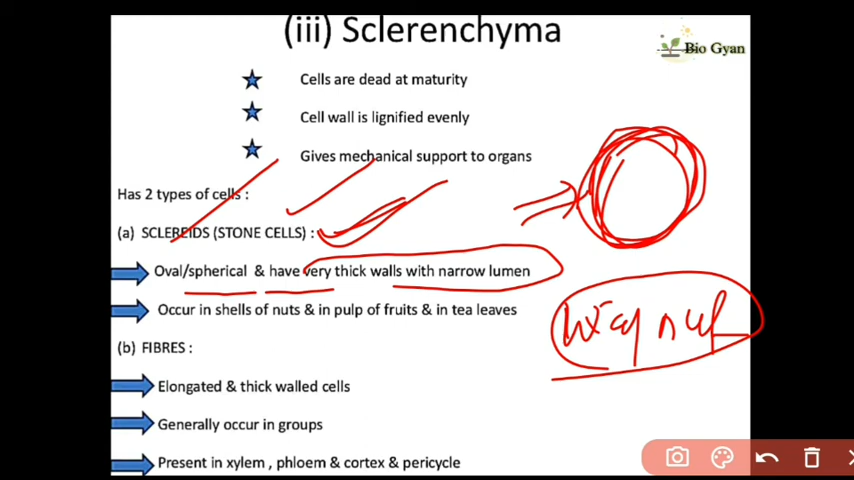 (iii) Sclerenchyma
Bio Gyan
Cells are dead at maturity
Cell wall is lignified evenly
Gives mechanical support to organs
Has 2 types of cells :
(a) SCLEREIDS (STONE CELLS) :
Oval/spherical & have very thick walls with narrow lumen
Occur in shells of nuts & in pulp of fruits & in tea leaves
(b) FIBRES :
Elongated & thick walled cells
Generally occur in groups
Present in xylem , phloem & cortex & pericycle